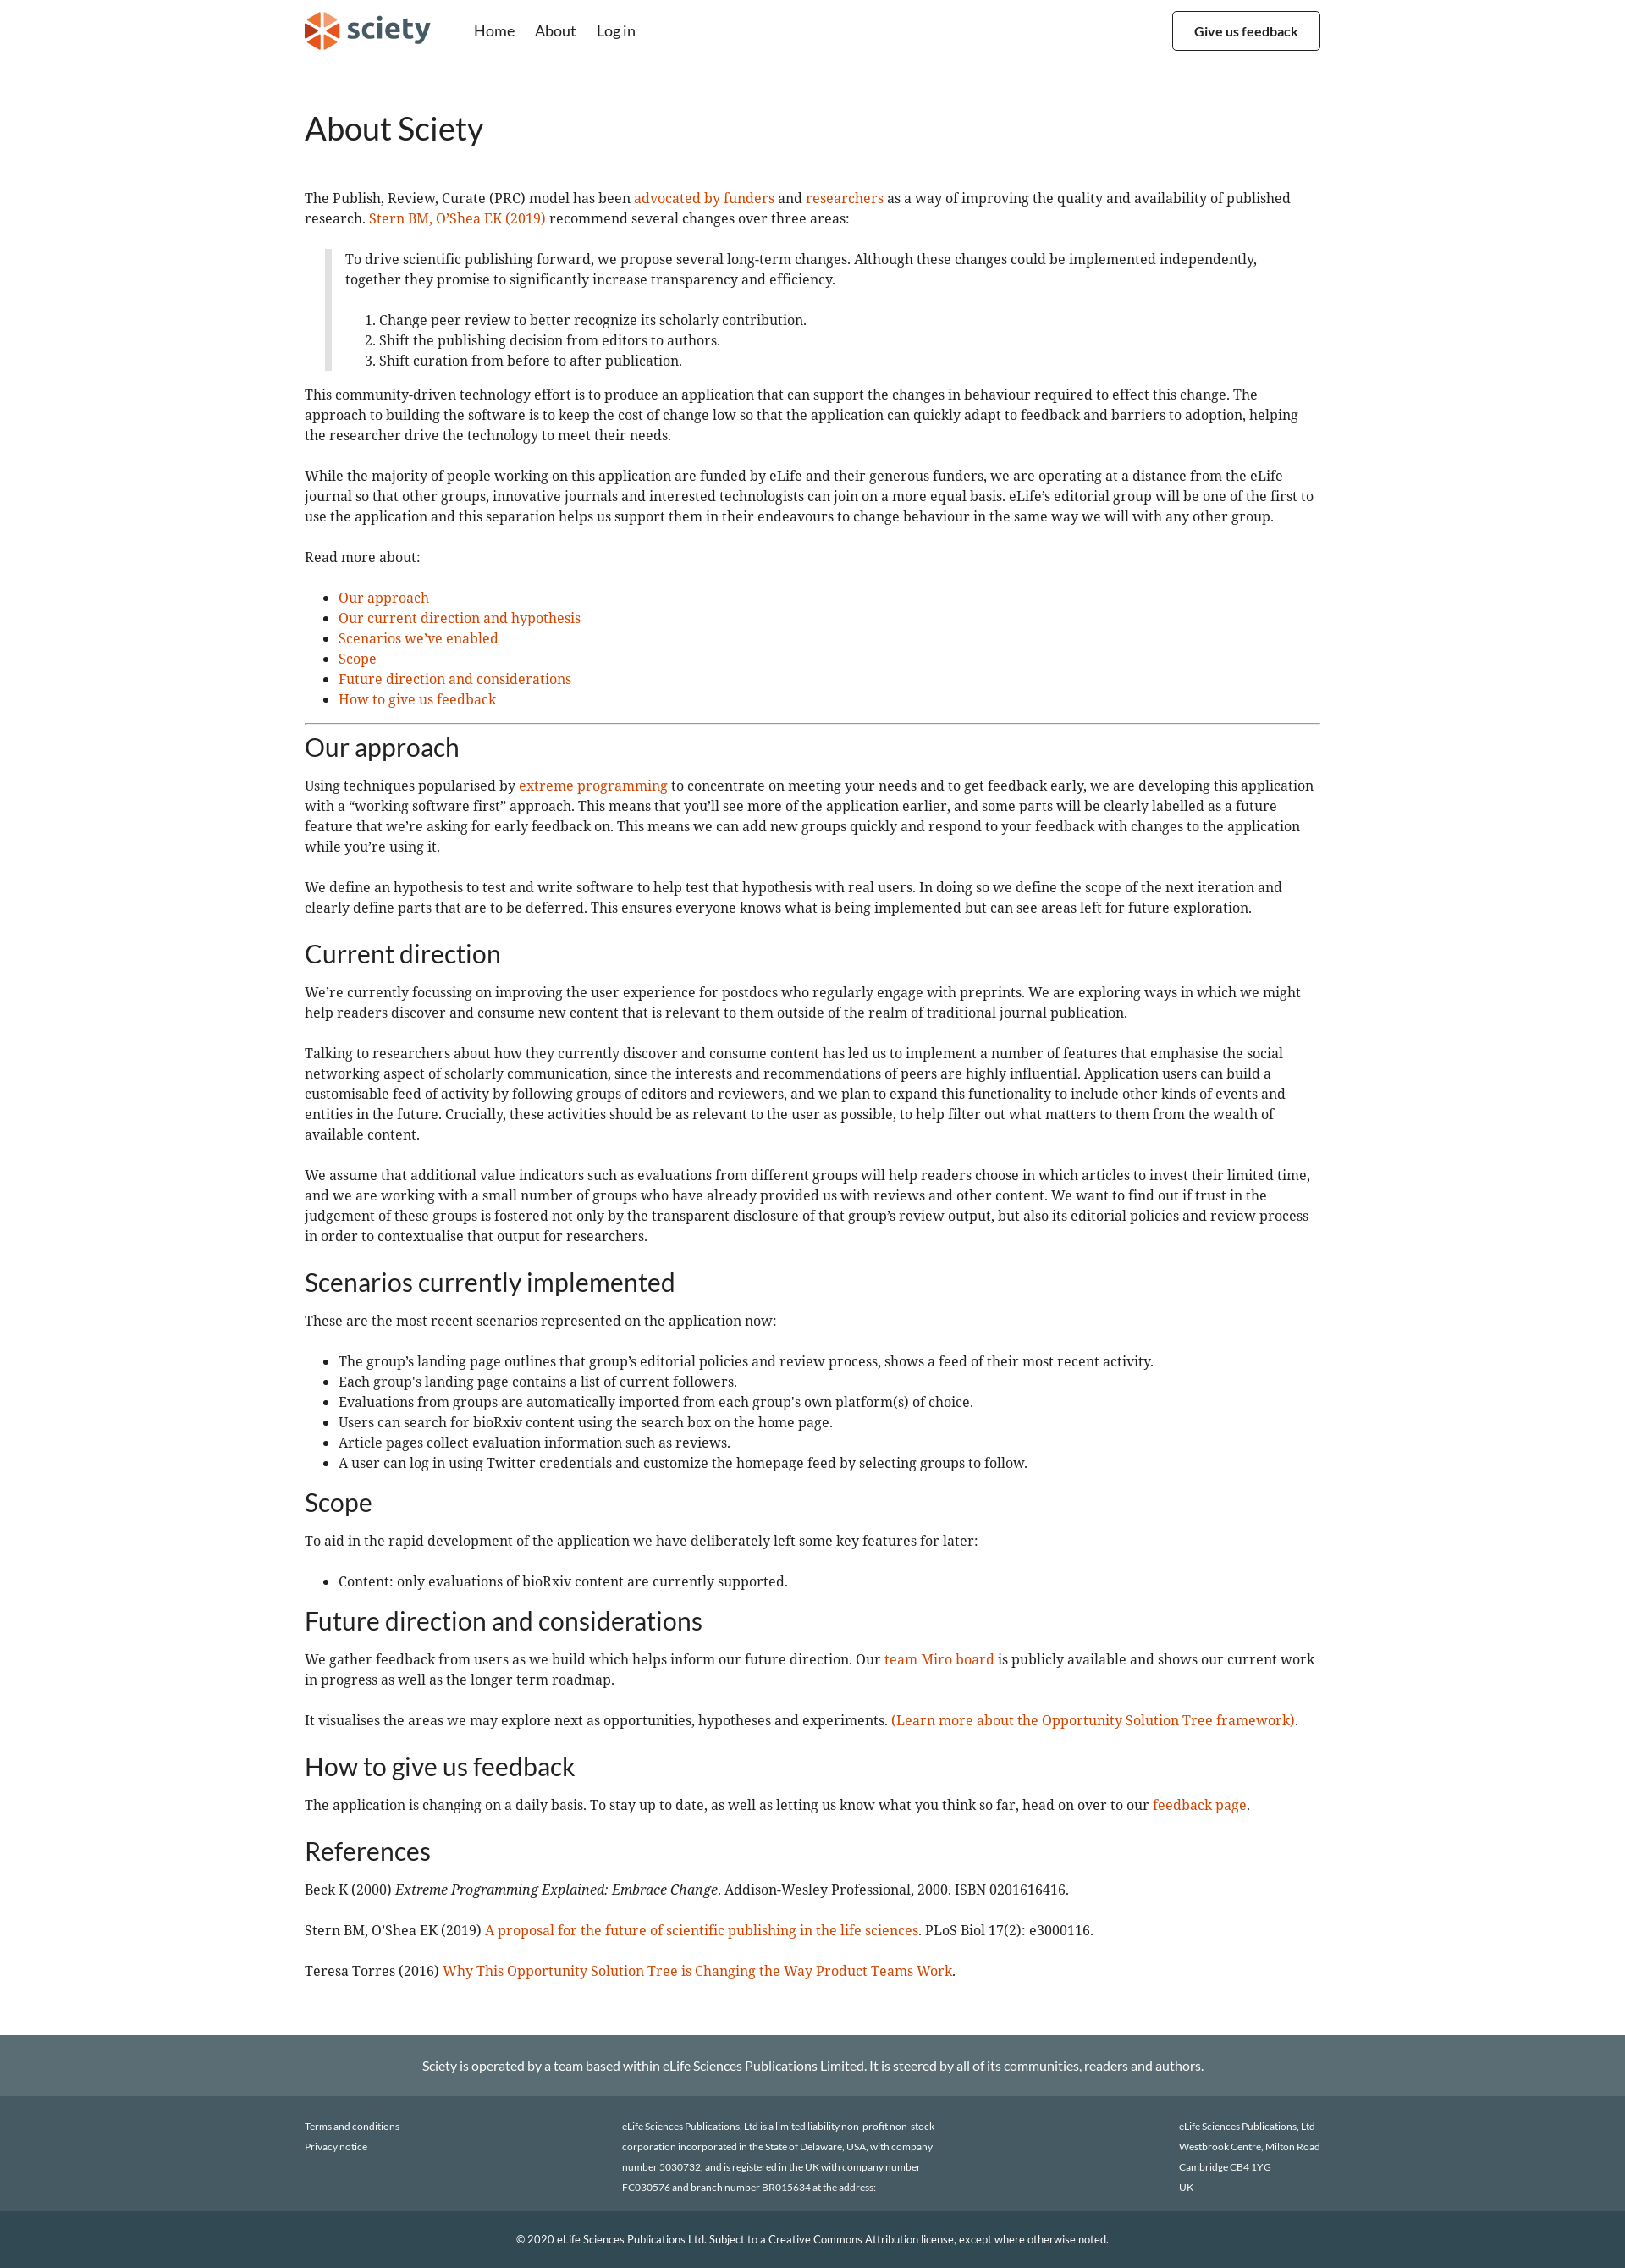 sciety
Home About Log in
Give us feedback
About Sciety
The Publish, Review, Curate (PRC) model has been advocated by funders and researchers as a way of improving the quality and availability of published
research. Stern BM, O’Shea EK (2019) recommend several changes over three areas:
To drive scientific publishing forward, we propose several long-term changes. Although these changes could be implemented independently,
together they promise to significantly increase transparency and efficiency.
1. Change peer review to better recognize its scholarly contribution.
2. Shift the publishing decision from editors to authors.
3. Shift curation from before to after publication.
This community-driven technology effort is to produce an application that can support the changes in behaviour required to effect this change. The
approach to building the software is to keep the cost of change low so that the application can quickly adapt to feedback and barriers to adoption, helping
the researcher drive the technology to meet their needs.
While the majority of people working on this application are funded by eLife and their generous funders, we are operating at a distance from the eLife
journal so that other groups, innovative journals and interested technologists can join on a more equal basis. eLife’s editorial group will be one of the first to
use the application and this separation helps us support them in their endeavours to change behaviour in the same way we will with any other group.
Read more about:
• Our approach
• Our current direction and hypothesis
• Scenarios we’ve enabled
• Scope
• Future direction and considerations
• How to give us feedback
Our approach
Using techniques popularised by extreme programming to concentrate on meeting your needs and to get feedback early, we are developing this application
with a “working software first” approach. This means that you’ll see more of the application earlier, and some parts will be clearly labelled as a future
feature that we’re asking for early feedback on. This means we can add new groups quickly and respond to your feedback with changes to the application
while you’re using it.
We define an hypothesis to test and write software to help test that hypothesis with real users. In doing so we define the scope of the next iteration and
clearly define parts that are to be deferred. This ensures everyone knows what is being implemented but can see areas left for future exploration.
Current direction
We’re currently focussing on improving the user experience for postdocs who regularly engage with preprints. We are exploring ways in which we might
help readers discover and consume new content that is relevant to them outside of the realm of traditional journal publication.
Talking to researchers about how they currently discover and consume content has led us to implement a number of features that emphasise the social
networking aspect of scholarly communication, since the interests and recommendations of peers are highly influential. Application users can build a
customisable feed of activity by following groups of editors and reviewers, and we plan to expand this functionality to include other kinds of events and
entities in the future. Crucially, these activities should be as relevant to the user as possible, to help filter out what matters to them from the wealth of
available content.
We assume that additional value indicators such as evaluations from different groups will help readers choose in which articles to invest their limited time,
and we are working with a small number of groups who have already provided us with reviews and other content. We want to find out if trust in the
judgement of these groups is fostered not only by the transparent disclosure of that group’s review output, but also its editorial policies and review process
in order to contextualise that output for researchers.
Scenarios currently implemented
These are the most recent scenarios represented on the application now:
• The group’s landing page outlines that group’s editorial policies and review process, shows a feed of their most recent activity.
• Each group's landing page contains a list of current followers.
• Evaluations from groups are automatically imported from each group's own platform(s) of choice.
• Users can search for bioRxiv content using the search box on the home page.
• Article pages collect evaluation information such as reviews.
• A user can log in using Twitter credentials and customize the homepage feed by selecting groups to follow.
Scope
To aid in the rapid development of the application we have deliberately left some key features for later:
• Content: only evaluations of bioRxiv content are currently supported.
Future direction and considerations
We gather feedback from users as we build which helps inform our future direction. Our team Miro board is publicly available and shows our current work
in progress as well as the longer term roadmap.
It visualises the areas we may explore next as opportunities, hypotheses and experiments. (Learn more about the Opportunity Solution Tree framework).
How to give us feedback
The application is changing on a daily basis. To stay up to date, as well as letting us know what you think so far, head on over to our feedback page.
References
Beck K (2000) Extreme Programming Explained: Embrace Change. Addison-Wesley Professional, 2000. ISBN 0201616416.
Stern BM, O’Shea EK (2019) A proposal for the future of scientific publishing in the life sciences. PLoS Biol 17(2): e3000116.
Teresa Torres (2016) Why This Opportunity Solution Tree is Changing the Way Product Teams Work.
Sciety is operated by a team based within eLife Sciences Publications Limited. It is steered by all of its communities, readers and authors.
Terms and conditions
Privacy notice
eLife Sciences Publications, Ltd is a limited liability non-profit non-stock
corporation incorporated in the State of Delaware, USA, with company
number 5030732, and is registered in the UK with company number
FC030576 and branch number BR015634 at the address:
eLife Sciences Publications, Ltd
Westbrook Centre, Milton Road
Cambridge CB4 1YG
UK
© 2020 eLife Sciences Publications Ltd. Subject to a Creative Commons Attribution license, except where otherwise noted.